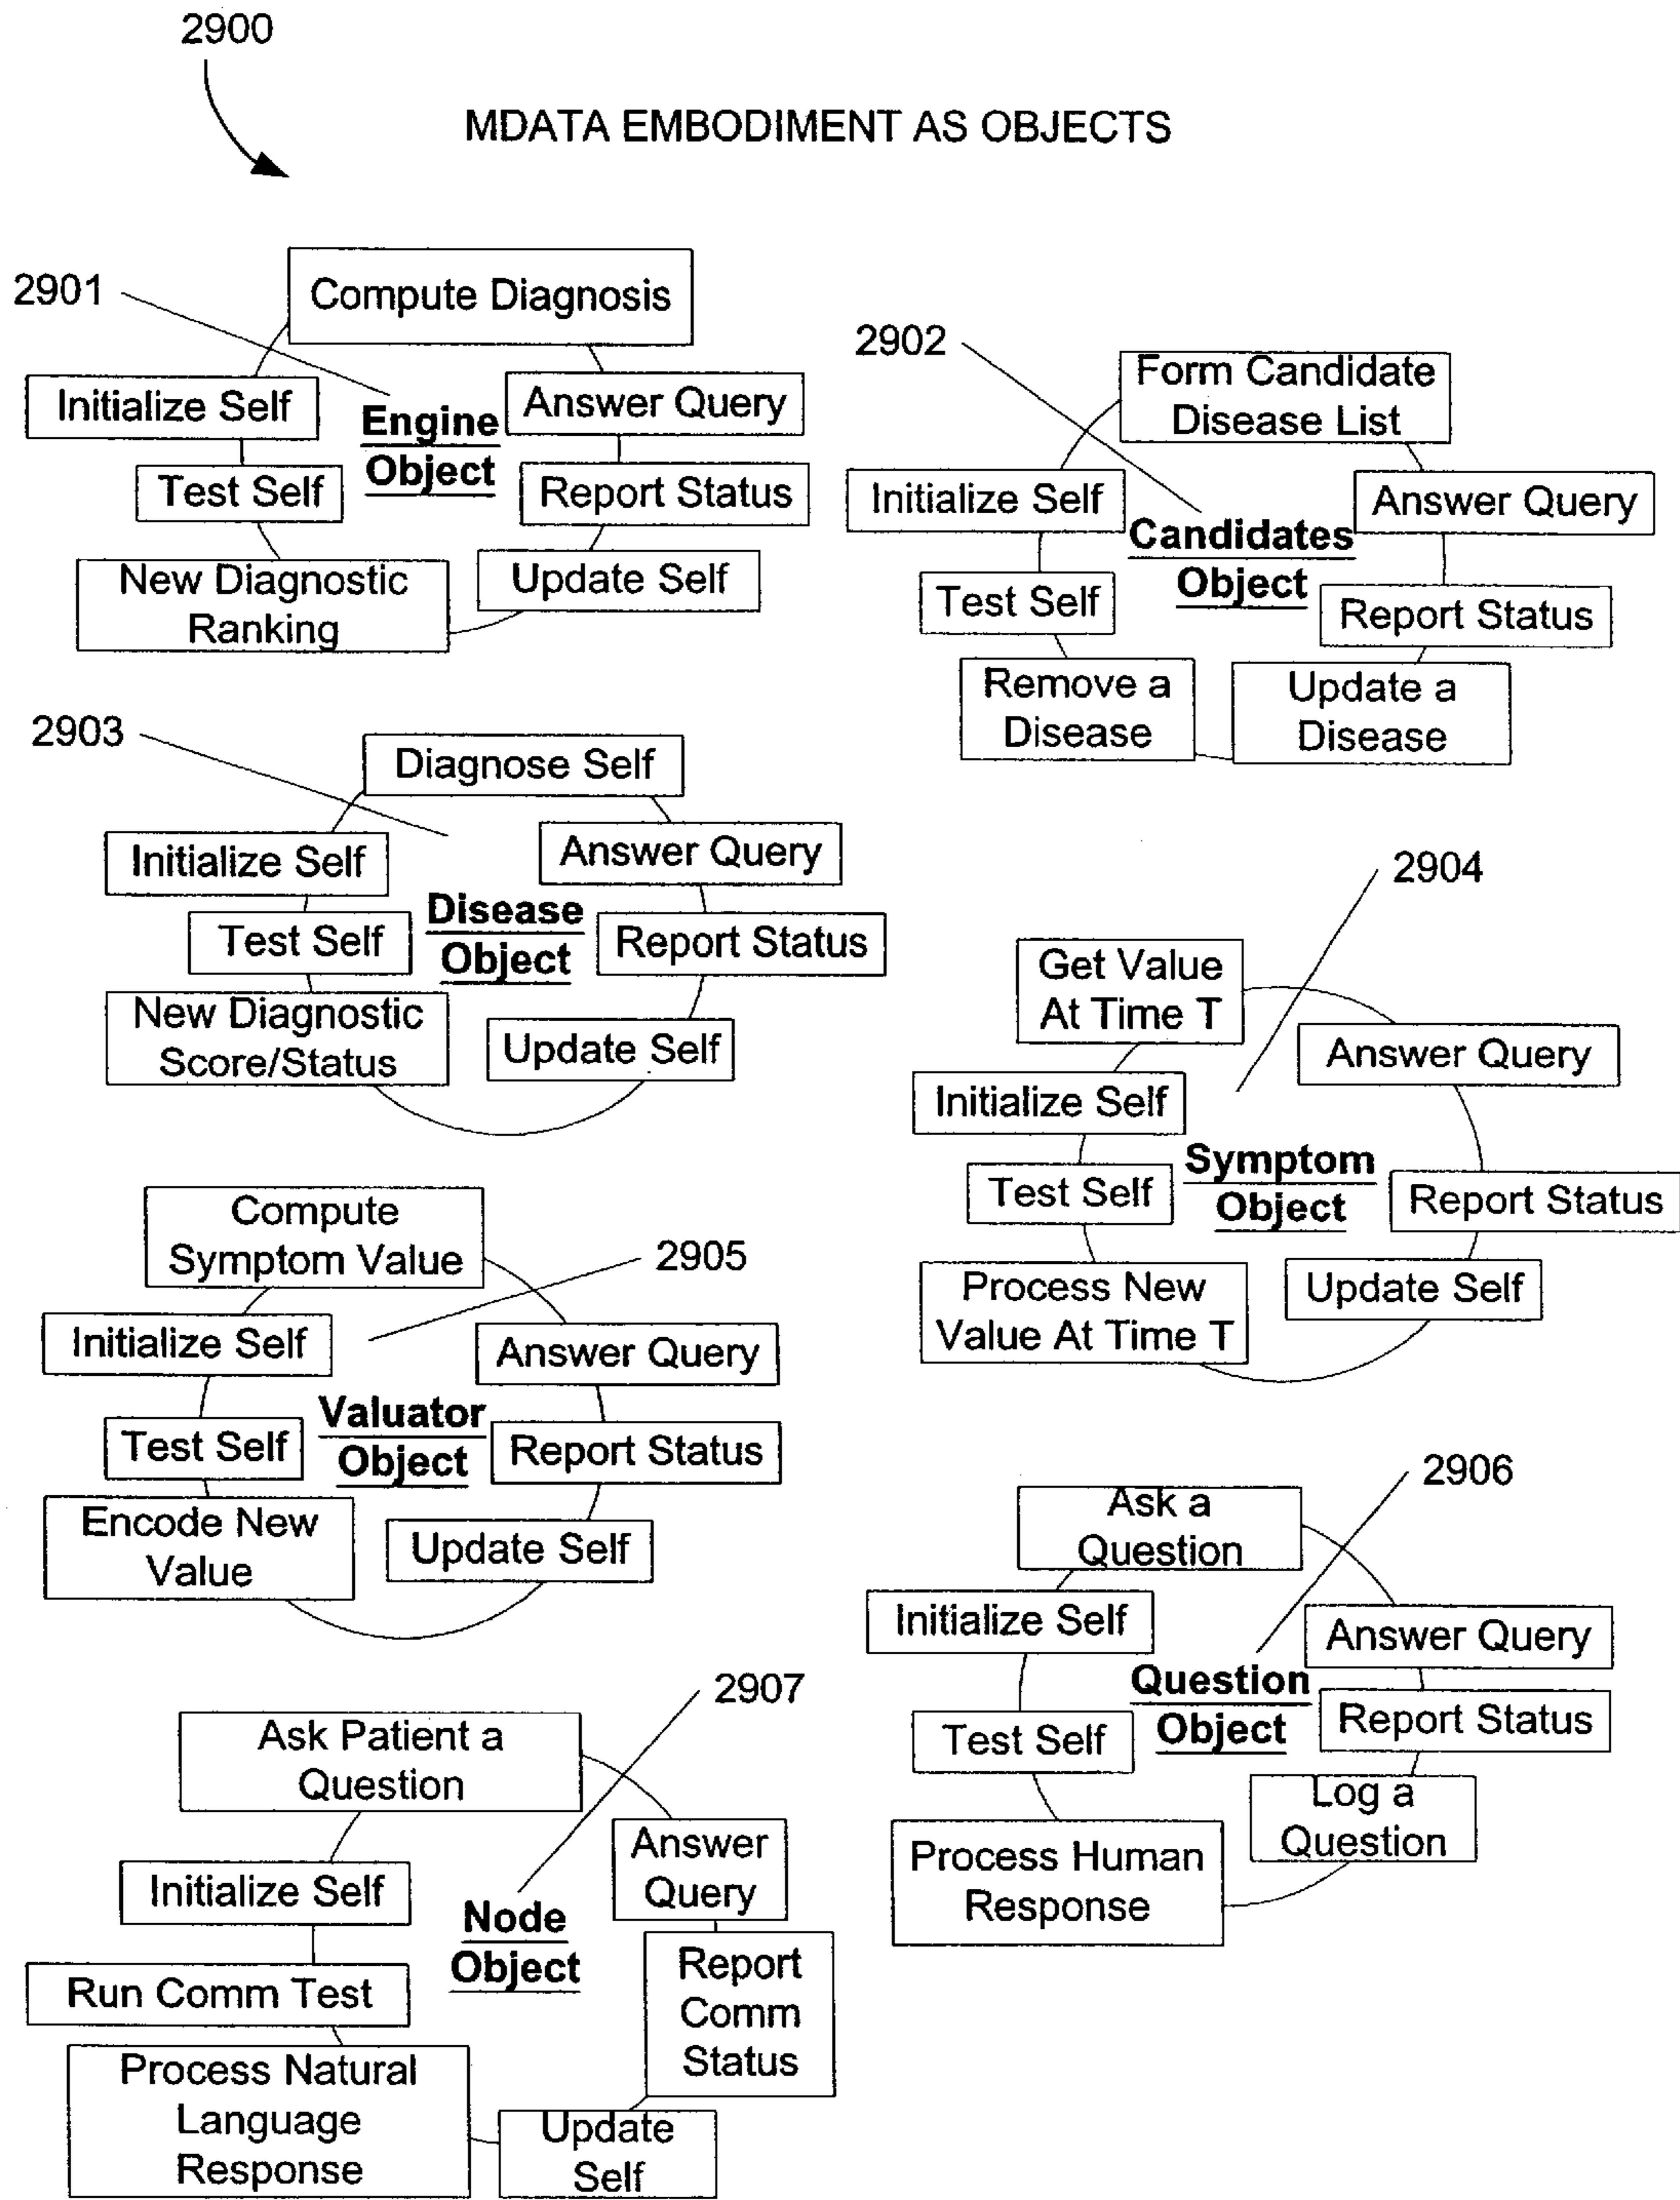 2900
MDATA EMBODIMENT AS OBJECTS
2901
Compute Diagnosis
Initialize Self
Engine
Object
Answer Query
Test Self
Report Status
New Diagnostic
Ranking
Update Self
2902
Form Candidate
Disease List
Initialize Self
Answer Query
Candidates
Object
Test Self
Report Status
Remove a
Disease
Update a
Disease
2903
Diagnose Self
Initialize Self
Answer Query
Disease
Object
Test Self
Report Status
New Diagnostic
Score/Status
Update Self
2904
Get Value
At Time T
Answer Query
Initialize Self
Symptom
Object
Test Self
Report Status
Process New
Value At Time T
Update Self
Compute
Symptom Value
2905
Initialize Self
Answer Query
Valuator
Object
Test Self
Report Status
Encode New
Value
Update Self
2906
Ask a
Question
Initialize Self
Answer Query
Question
Object
Test Self
Report Status
Log a
Question
Process Human
Response
2907
Ask Patient a
Question
Answer
Query
Initialize Self
Node
Object
Run Comm Test
Report
Comm
Status
Process Natural
Language
Response
Update
Self